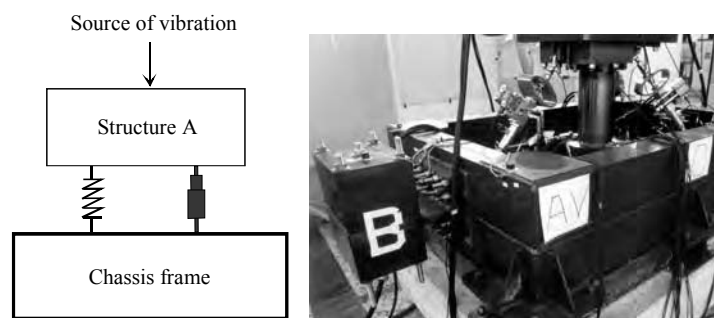 Source of vibration
Structure A
Chassis frame
B
AV